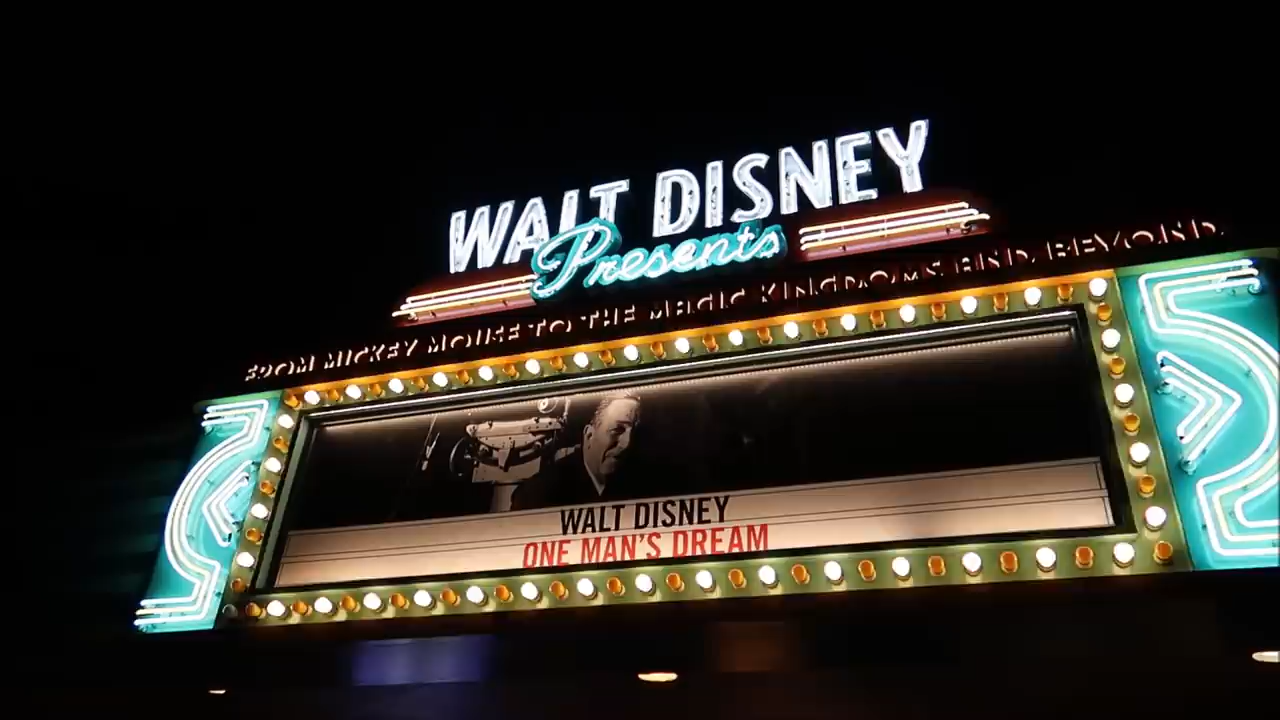 WALT DISNEY
Presents
FROM MICKEY MOUSE TO THE MAGIC KINGDOMS AND BEYOND
WALT DISNEY
ONE MAN'S DREAM